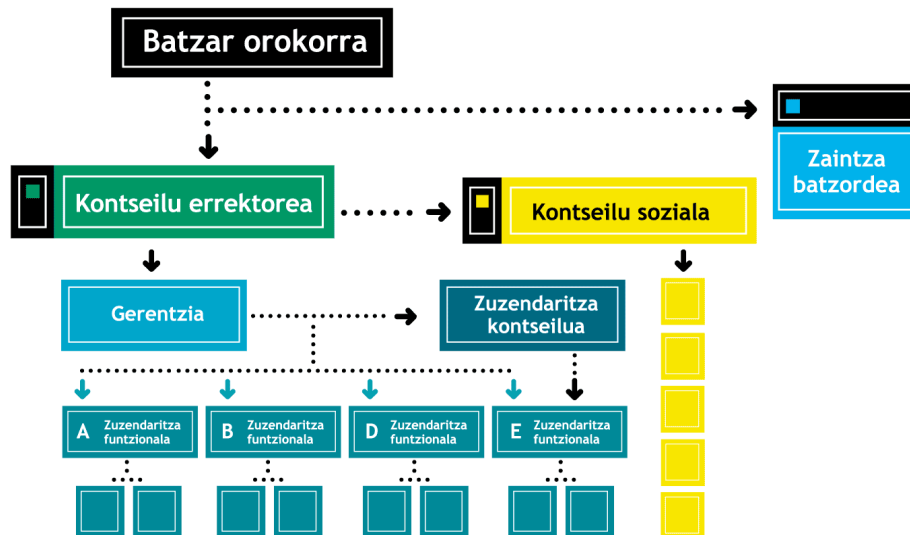 Batzar orokorra
Zaintza
batzordea
Kontseilu errektorea
Kontseilu soziala
Gerentzia
Zuzendaritza
kontseilua
A Zuzendaritza
funtzionala
B Zuzendaritza
funtzionala
D Zuzendaritza
funtzionala
E Zuzendaritza
funtzionala